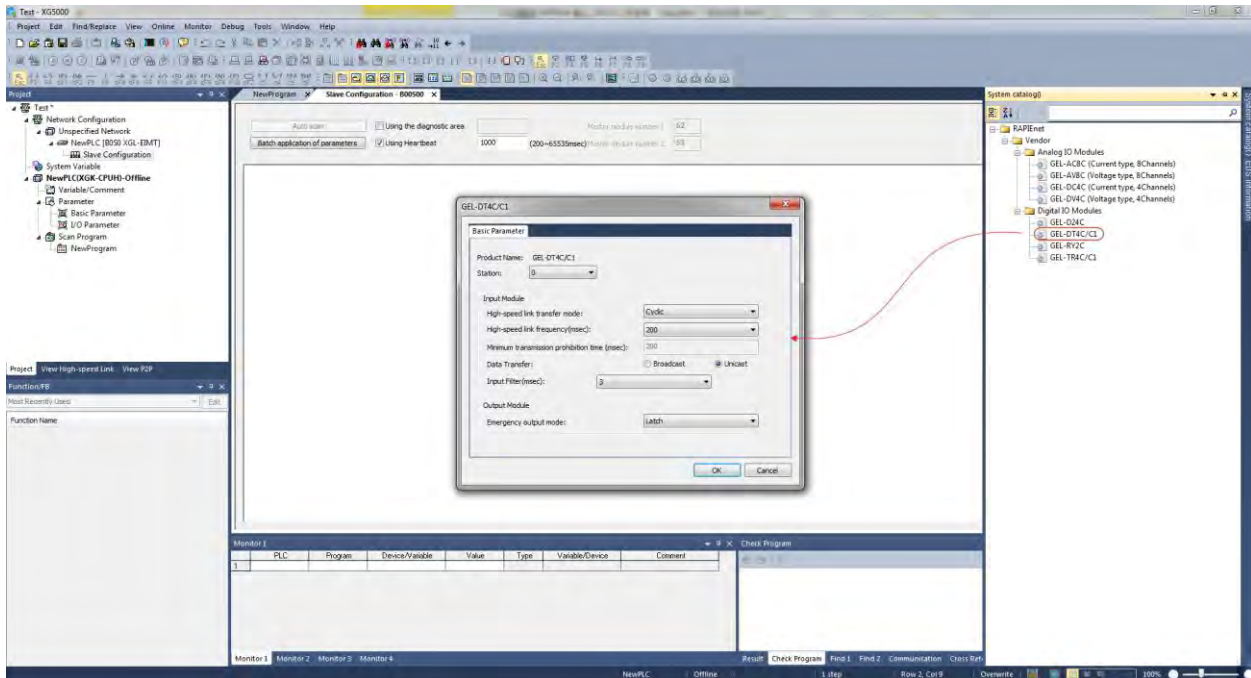 Test - XG5000
Project Edit Find/Replace View Online Monitor Debug Tools Window Help
Project
Test *
Network Configuration
Unspecified Network
NewPLC [B0S0 XGL-EIMT]
Slave Configuration
System Variable
NewPLC(XGK-CPUH)-Offline
Variable/Comment
Parameter
Basic Parameter
I/O Parameter
Scan Program
NewProgram
Project View High-speed Link View P2P
Function/FB
Most Recently Used Edit
Function Name
NewProgram Slave Configuration - B00S00
Auto scan Using the diagnostic area
Batch application of parameters Using Heartbeat 1000 (200~65535msec)
GEL-DT4C/C1
Basic Parameter
Product Name: GEL-DT4C/C1
Station: 0
Input Module
High-speed link transfer mode: Cyclic
High-speed link frequency(msec): 200
Minimum transmission prohibition time (msec): 200
Data Transfer: Broadcast Unicast
Input Filter(msec): 3
Output Module
Emergency output mode: Latch
OK Cancel
System catalog()
RAPIEnet
Vendor
Analog IO Modules
GEL-AC8C (Current type, 8Channels)
GEL-AV8C (Voltage type, 8Channels)
GEL-DC4C (Current type, 4Channels)
GEL-DV4C (Voltage type, 4Channels)
Digital IO Modules
GEL-D24C
GEL-DT4C/C1
GEL-RY2C
GEL-TR4C/C1
Monitor 1
PLC Program Device/Variable Value Type Variable/Device Comment
1
Monitor 1 Monitor 2 Monitor 3 Monitor 4
Check Program
Result Check Program Find 1 Find 2 Communication Cross Ref
NewPLC Offline 1 step Row 2, Col 9 Overwrite 100%